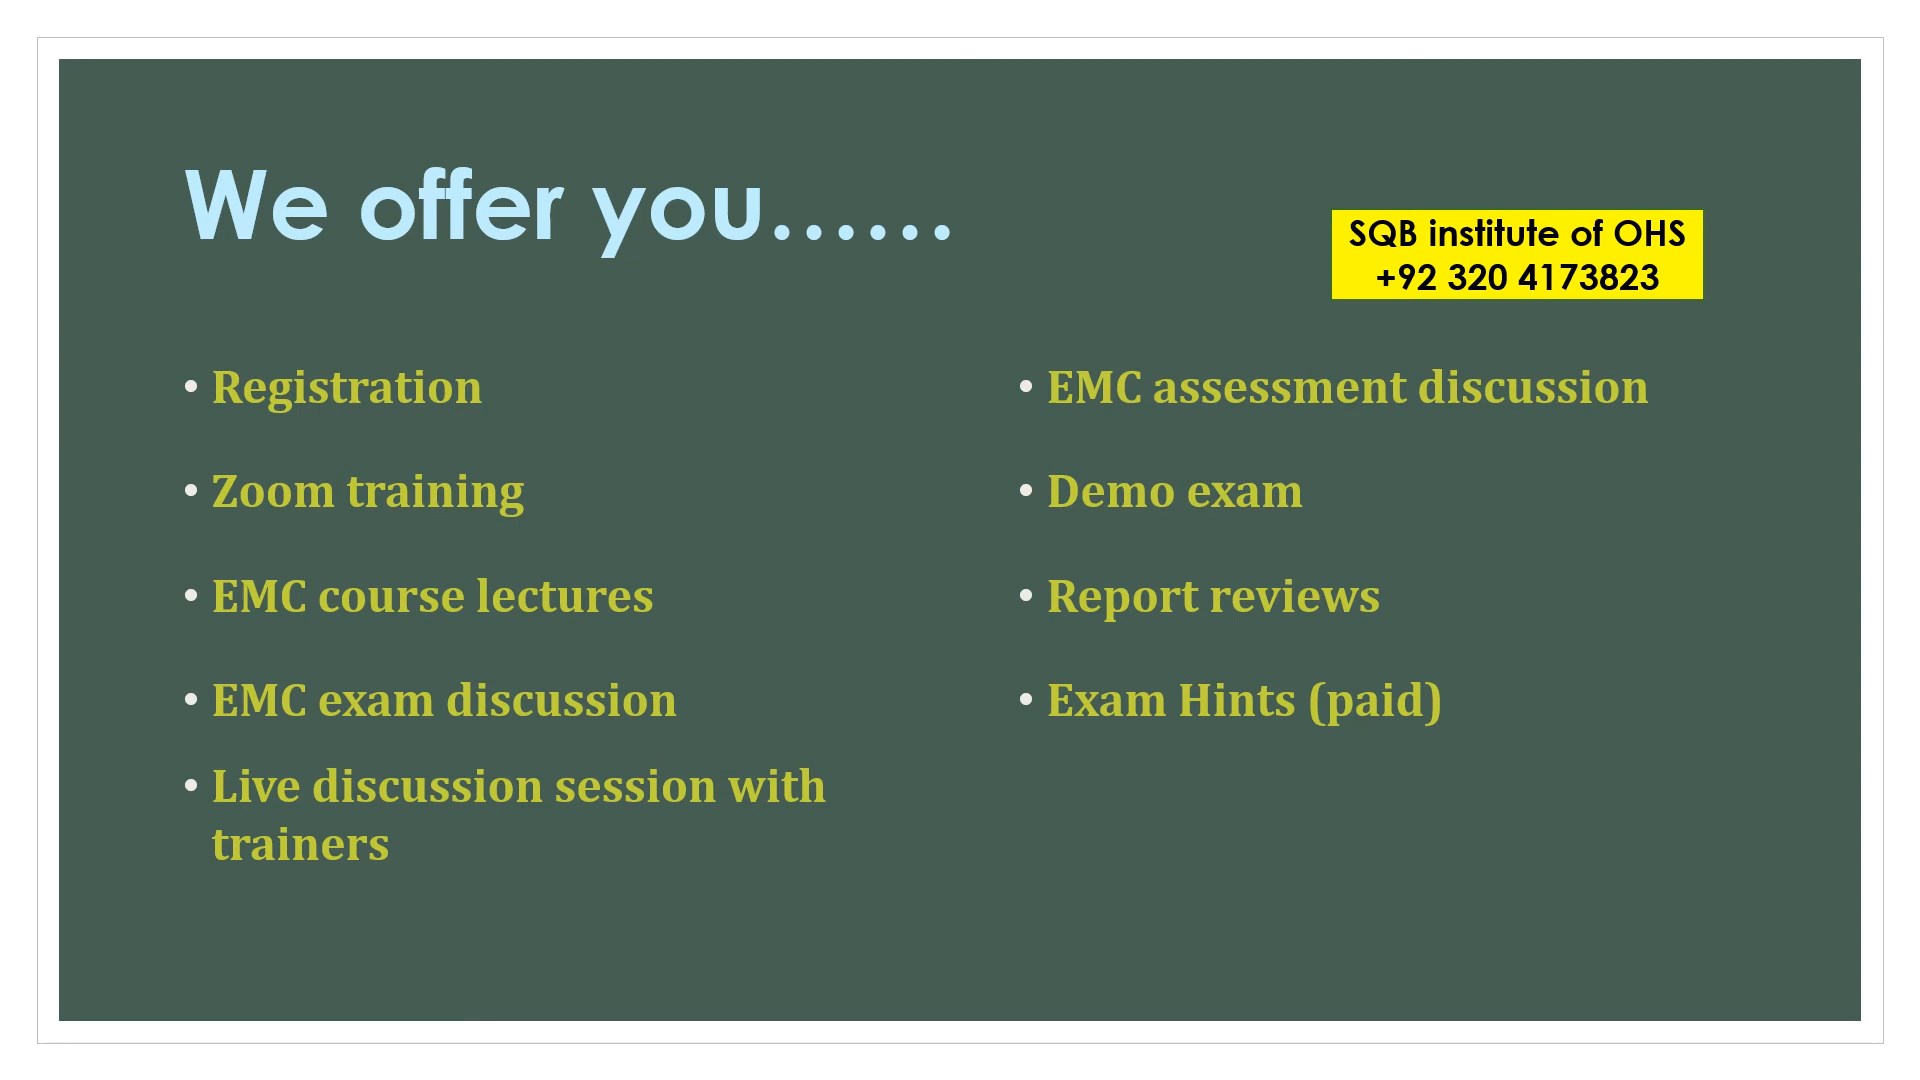 We offer you......
SQB institute of OHS
+92 320 4173823
• Registration
• Zoom training
• EMC course lectures
• EMC exam discussion
• Live discussion session with
trainers
• EMC assessment discussion
• Demo exam
• Report reviews
• Exam Hints (paid)